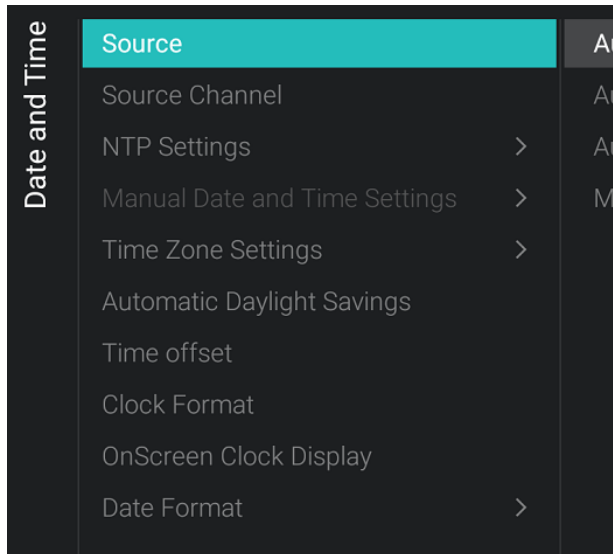 Date and Time
Source
Source Channel
NTP Settings
Manual Date and Time Settings
Time Zone Settings
Automatic Daylight Savings
Time offset
Clock Format
OnScreen Clock Display
Date Format